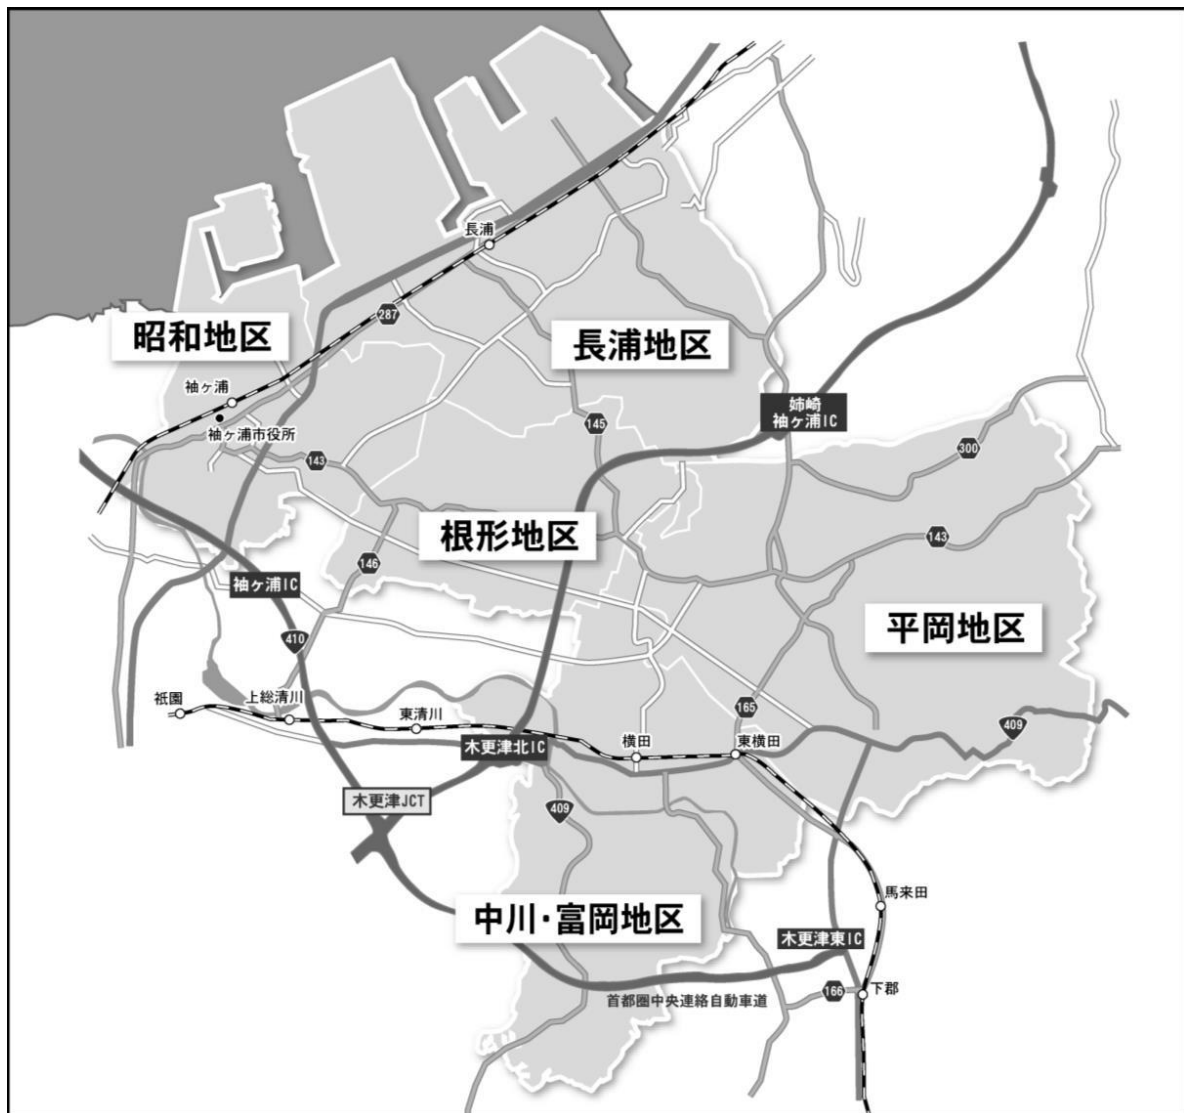 長浦
287
昭和地区
長浦地区
袖ヶ浦
姉崎
袖ヶ浦IC
袖ヶ浦市役所
145
143
300
根形地区
143
146
袖ヶ浦IC
平岡地区
410
祇園
上総清川
東清川
165
409
木更津北IC
横田
東横田
木更津JCT
409
馬来田
中川・富岡地区
木更津東IC
首都圏中央連絡自動車道
166
下郡